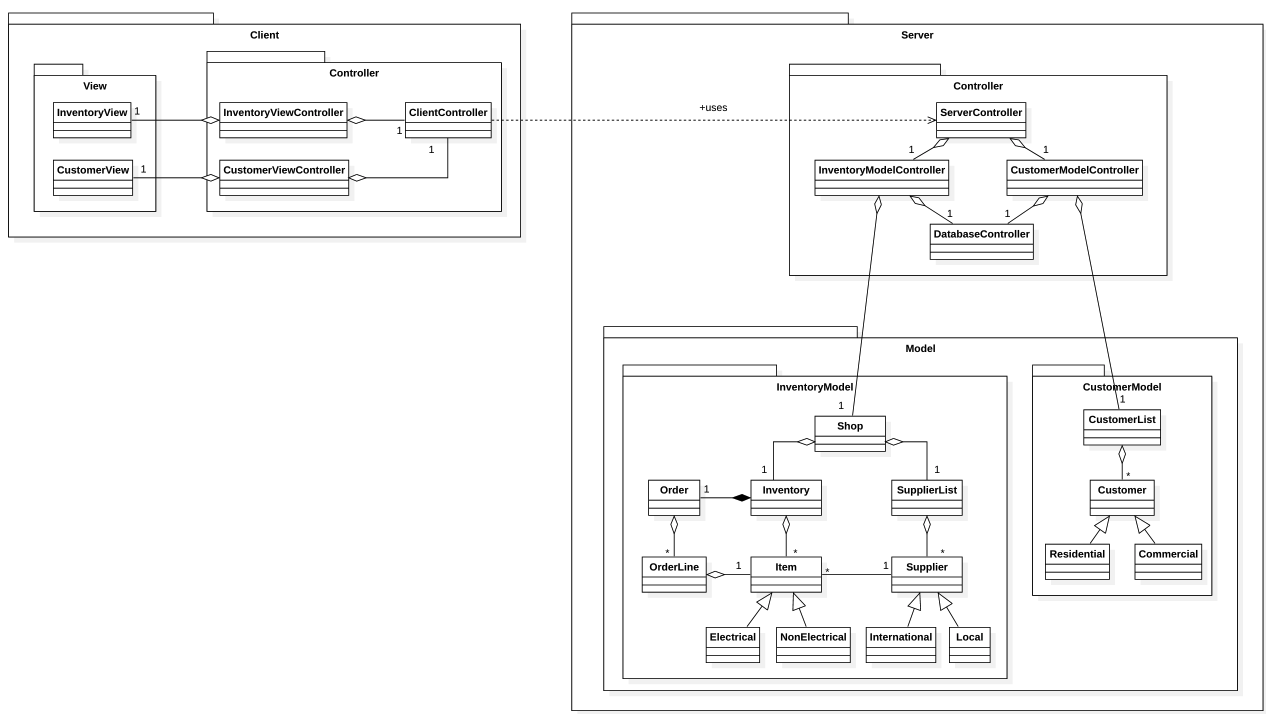 Client
View
InventoryView
1
CustomerView
1
Controller
InventoryViewController
ClientController
1
1
CustomerViewController
+uses
Server
Controller
ServerController
1
1
InventoryModelController
CustomerModelController
1
1
DatabaseController
Model
InventoryModel
1
Shop
1
1
Order
1
Inventory
SupplierList
*
*
*
OrderLine
1
Item
*
1
Supplier
Electrical
NonElectrical
International
Local
CustomerModel
1
CustomerList
*
Customer
Residential
Commercial